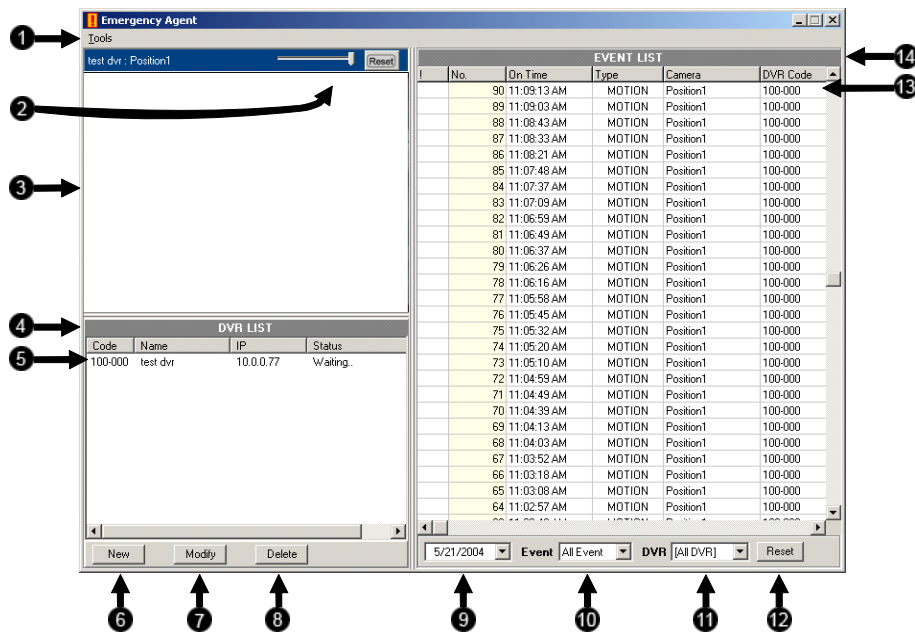 Emergency Agent
1 Tools
test dvr : Position1 Reset
EVENT LIST 14
! No. On Time Type Camera DVR Code
90 11:09:13 AM MOTION Position1 100-000 13
2 89 11:09:03 AM MOTION Position1 100-000
88 11:08:43 AM MOTION Position1 100-000
87 11:08:33 AM MOTION Position1 100-000
86 11:08:21 AM MOTION Position1 100-000
85 11:07:48 AM MOTION Position1 100-000
3 84 11:07:37 AM MOTION Position1 100-000
83 11:07:09 AM MOTION Position1 100-000
82 11:06:59 AM MOTION Position1 100-000
81 11:06:49 AM MOTION Position1 100-000
80 11:06:37 AM MOTION Position1 100-000
79 11:06:26 AM MOTION Position1 100-000
78 11:06:16 AM MOTION Position1 100-000
77 11:05:58 AM MOTION Position1 100-000
76 11:05:45 AM MOTION Position1 100-000
75 11:05:32 AM MOTION Position1 100-000
74 11:05:20 AM MOTION Position1 100-000
73 11:05:10 AM MOTION Position1 100-000
72 11:04:59 AM MOTION Position1 100-000
71 11:04:49 AM MOTION Position1 100-000
70 11:04:39 AM MOTION Position1 100-000
69 11:04:13 AM MOTION Position1 100-000
68 11:04:03 AM MOTION Position1 100-000
67 11:03:52 AM MOTION Position1 100-000
66 11:03:18 AM MOTION Position1 100-000
65 11:03:08 AM MOTION Position1 100-000
64 11:02:57 AM MOTION Position1 100-000
4 DVR LIST
Code Name IP Status
5 100-000 test dvr 10.0.0.77 Waiting..
New Modify Delete
5/21/2004 Event All Event DVR [All DVR] Reset
6 7 8 9 10 11 12